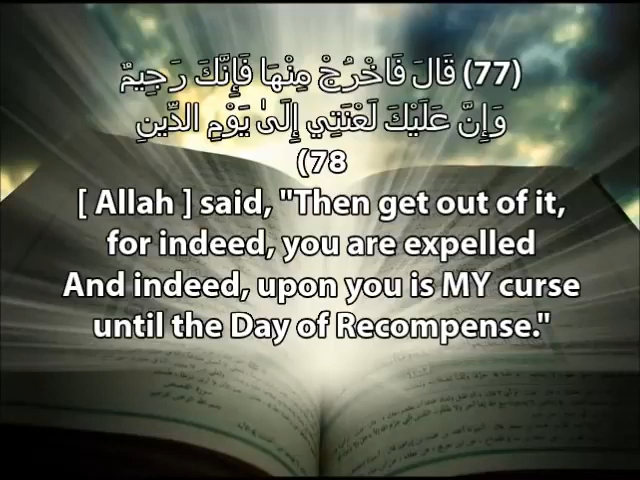 قَالَ فَاخْرُجْ مِنْهَا فَإِنَّكَ رَجِيمٌ (77)
وَإِنَّ عَلَيْكَ لَعْنَتِي إِلَىٰ يَوْمِ الدِّينِ
(78
[ Allah ] said, "Then get out of it,
for indeed, you are expelled
And indeed, upon you is MY curse
until the Day of Recompense."